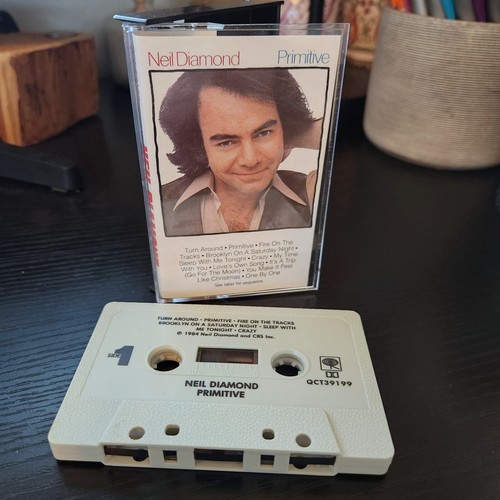 Neil Diamond Primitive
Turn Around • Primitive • Fire On The
Tracks • Brooklyn On A Saturday Night •
Sleep With Me Tonight • Crazy • My Time
With You • Love's Own Song • It's A Trip
(Go For The Moon) • You Make It Feel
Like Christmas • One By One
See label for sequence
TURN AROUND • PRIMITIVE • FIRE ON THE TRACKS
BROOKLYN ON A SATURDAY NIGHT • SLEEP WITH
ME TONIGHT • CRAZY
℗ 1984 Neil Diamond and CBS Inc.
SIDE 1
NEIL DIAMOND
PRIMITIVE
QCT39199